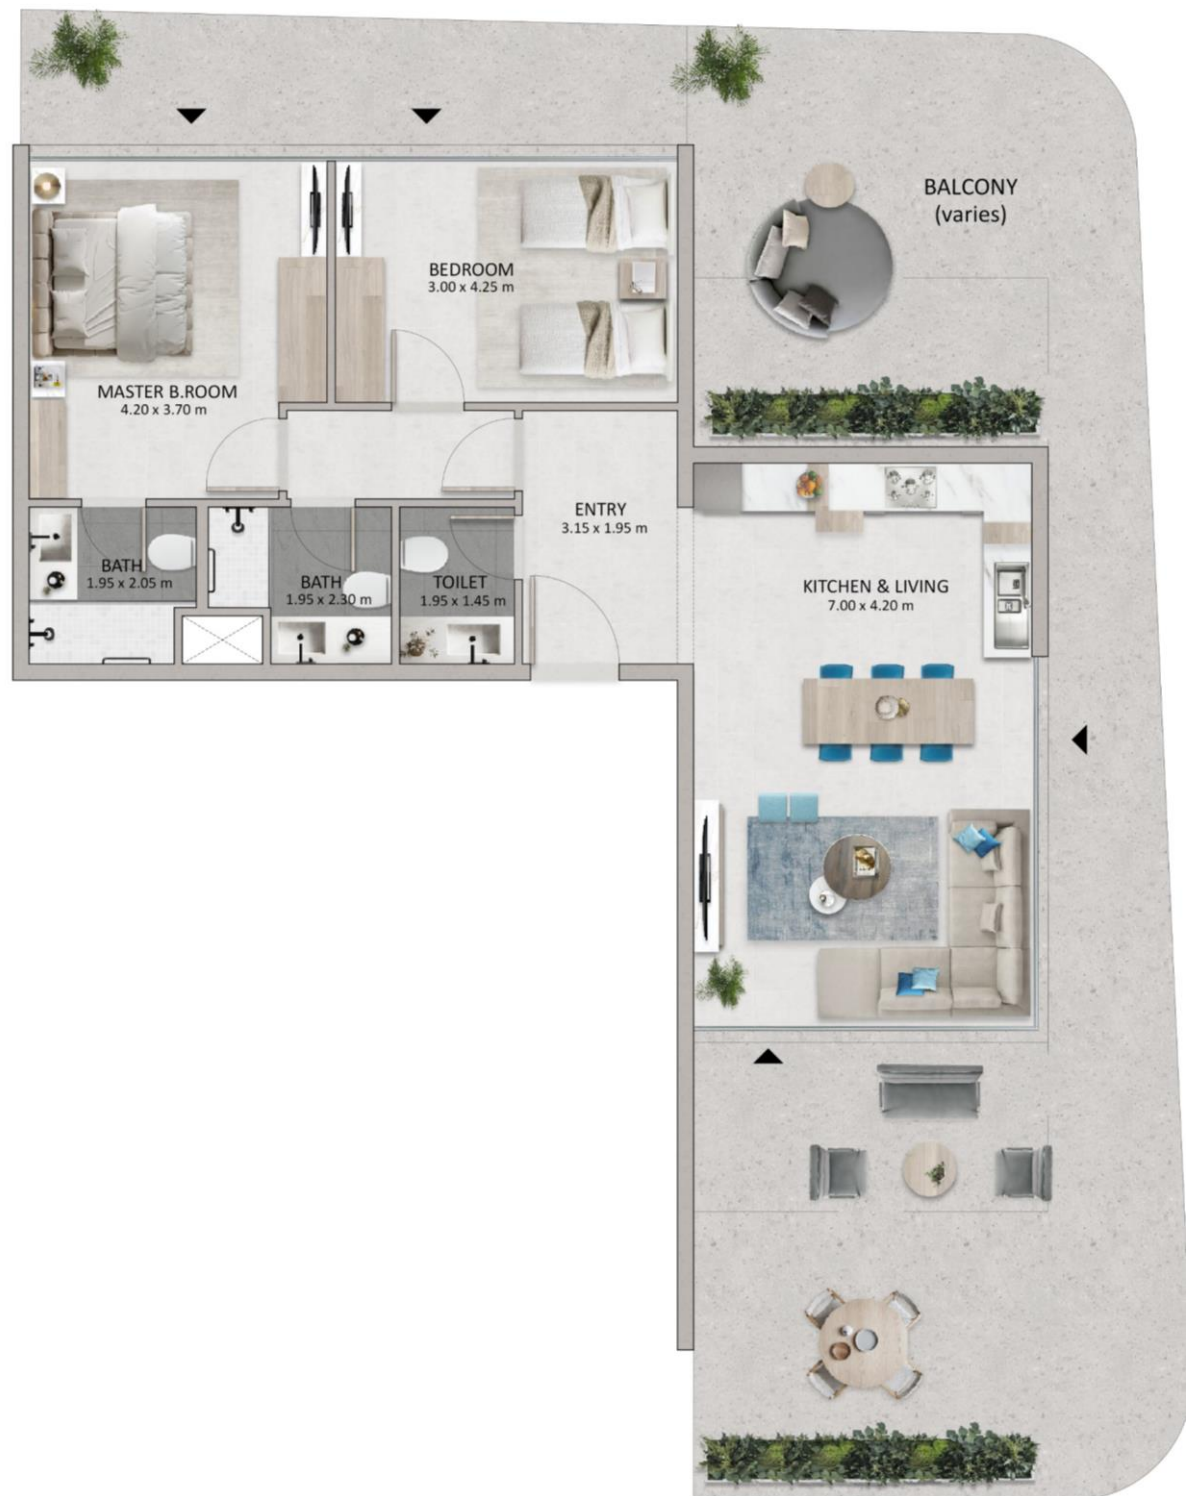 BALCONY
(varies)
BEDROOM
3.00 x 4.25 m
MASTER B.ROOM
4.20 x 3.70 m
ENTRY
3.15 x 1.95 m
BATH
1.95 x 2.05 m
BATH
1.95 x 2.30 m
TOILET
1.95 x 1.45 m
KITCHEN & LIVING
7.00 x 4.20 m